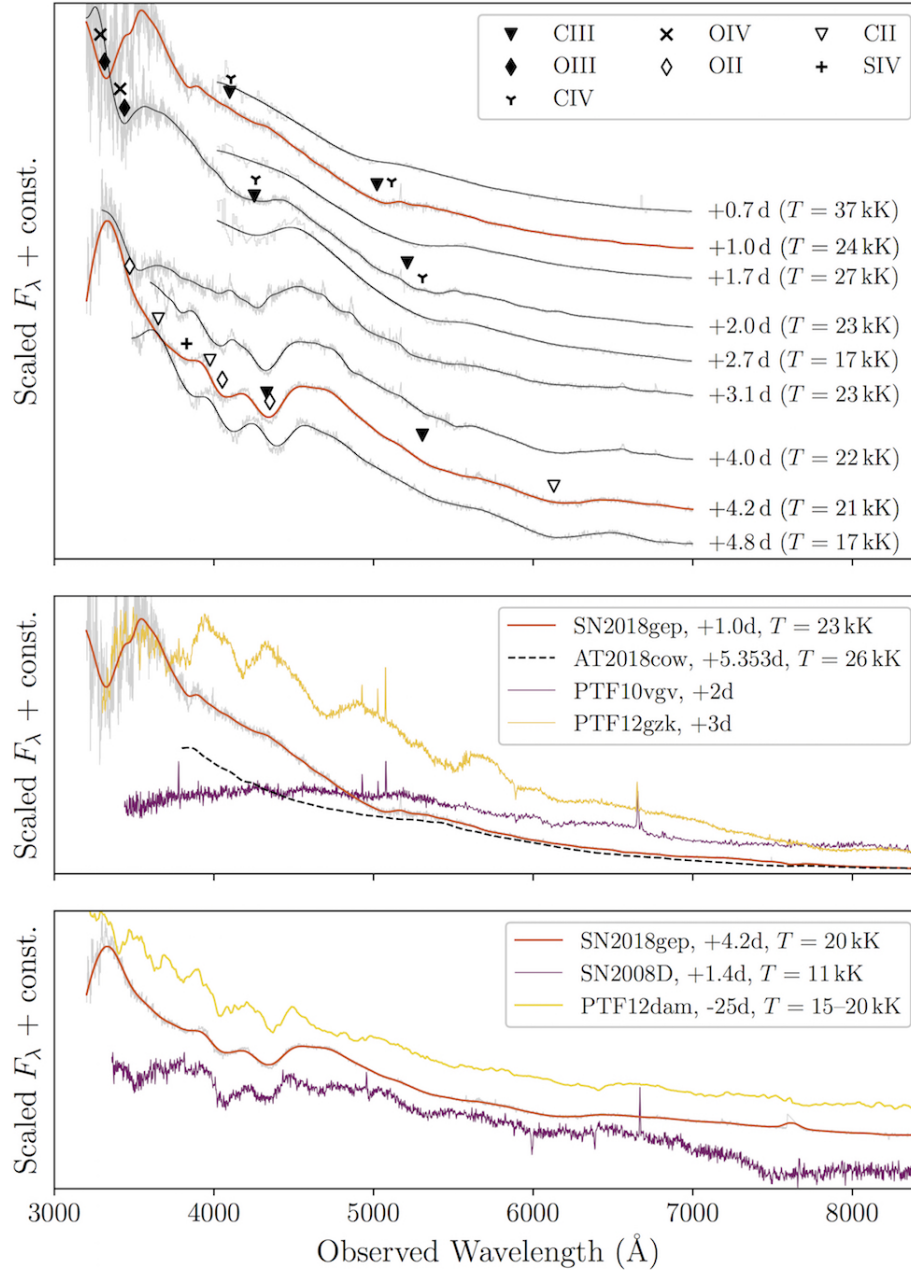 CIII OIV CII
OIII OII SIV
CIV
Scaled Fλ + const.
+0.7 d (T = 37 kK)
+1.0 d (T = 24 kK)
+1.7 d (T = 27 kK)
+2.0 d (T = 23 kK)
+2.7 d (T = 17 kK)
+3.1 d (T = 23 kK)
+4.0 d (T = 22 kK)
+4.2 d (T = 21 kK)
+4.8 d (T = 17 kK)
Scaled Fλ + const.
SN2018gep, +1.0d, T = 23 kK
AT2018cow, +5.353d, T = 26 kK
PTF10vgv, +2d
PTF12gzk, +3d
Scaled Fλ + const.
SN2018gep, +4.2d, T = 20 kK
SN2008D, +1.4d, T = 11 kK
PTF12dam, -25d, T = 15–20 kK
3000 4000 5000 6000 7000 8000
Observed Wavelength (Å)